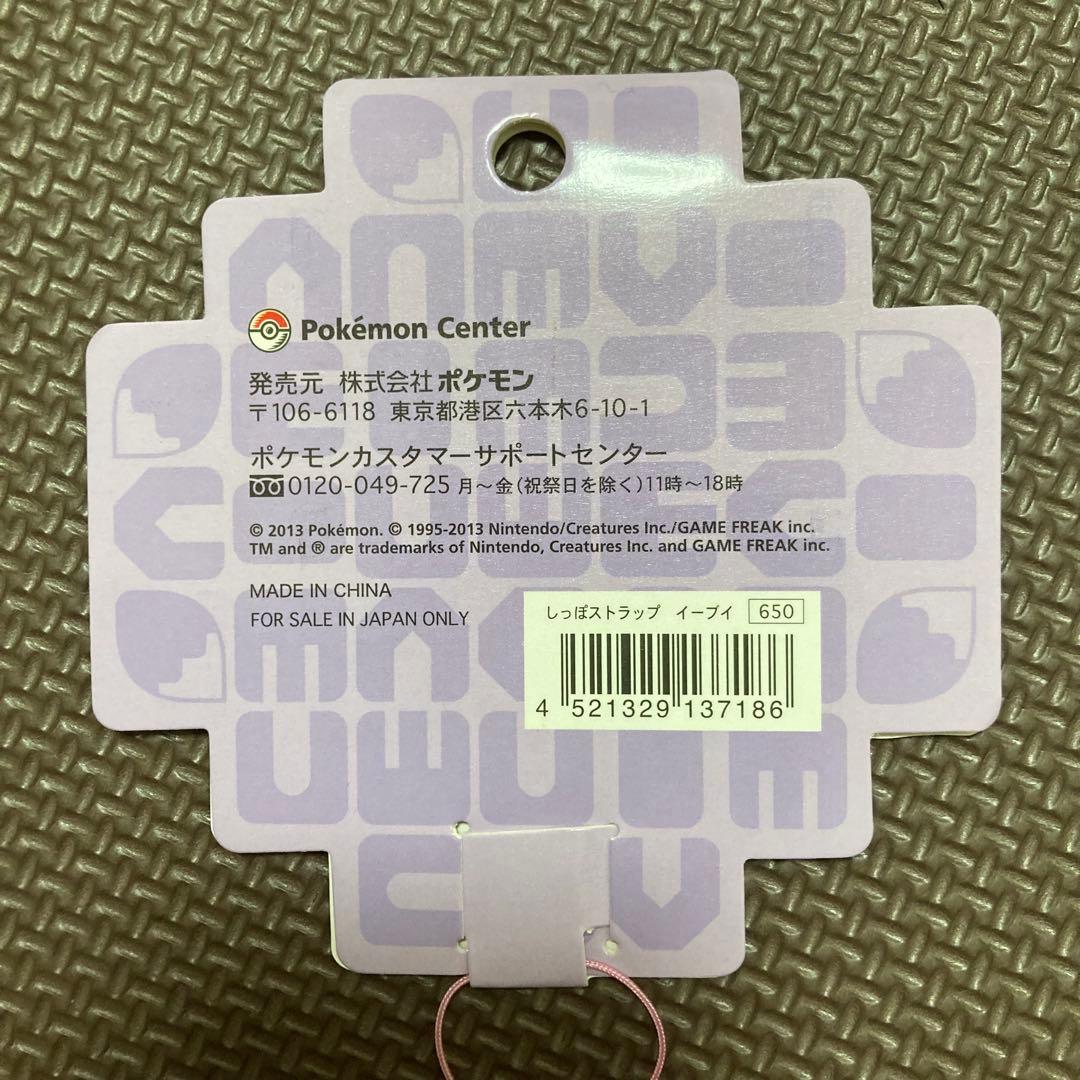 Pokémon Center
発売元 株式会社ポケモン
〒106-6118 東京都港区六本木6-10-1
ポケモンカスタマーサポートセンター
0120-049-725 月～金(祝祭日を除く)11時～18時
© 2013 Pokémon. © 1995-2013 Nintendo/Creatures Inc./GAME FREAK inc.
TM and ® are trademarks of Nintendo, Creatures Inc. and GAME FREAK inc.
MADE IN CHINA
FOR SALE IN JAPAN ONLY
しっぽストラップ イーブイ 650
4 521329 137186